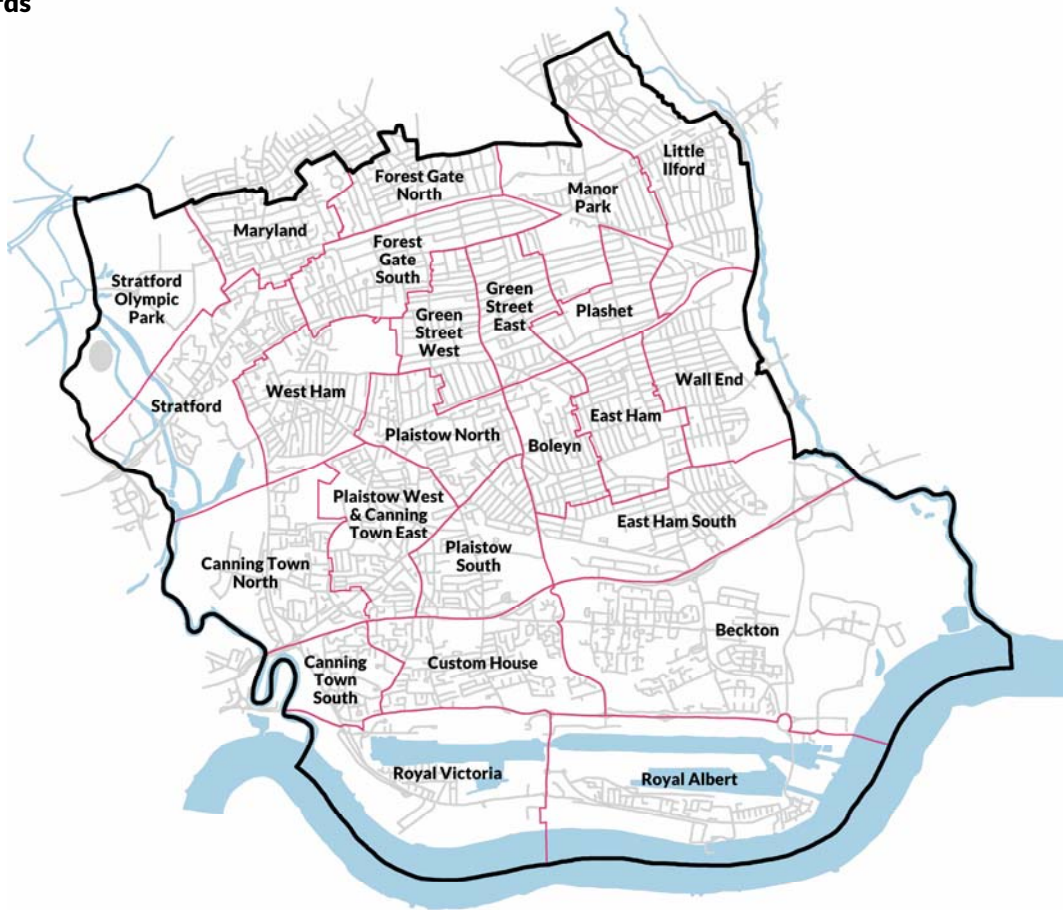 rds
Little
Ilford
Forest Gate
North
Manor
Park
Maryland
Forest
Gate
South
Stratford
Olympic
Park
Green
Street
East
Plashet
Green
Street
West
Wall End
West Ham
Stratford
East Ham
Plaistow North
Boleyn
Plaistow West
& Canning
Town East
East Ham South
Plaistow
South
Canning Town
North
Beckton
Canning
Town
South
Custom House
Royal Victoria
Royal Albert